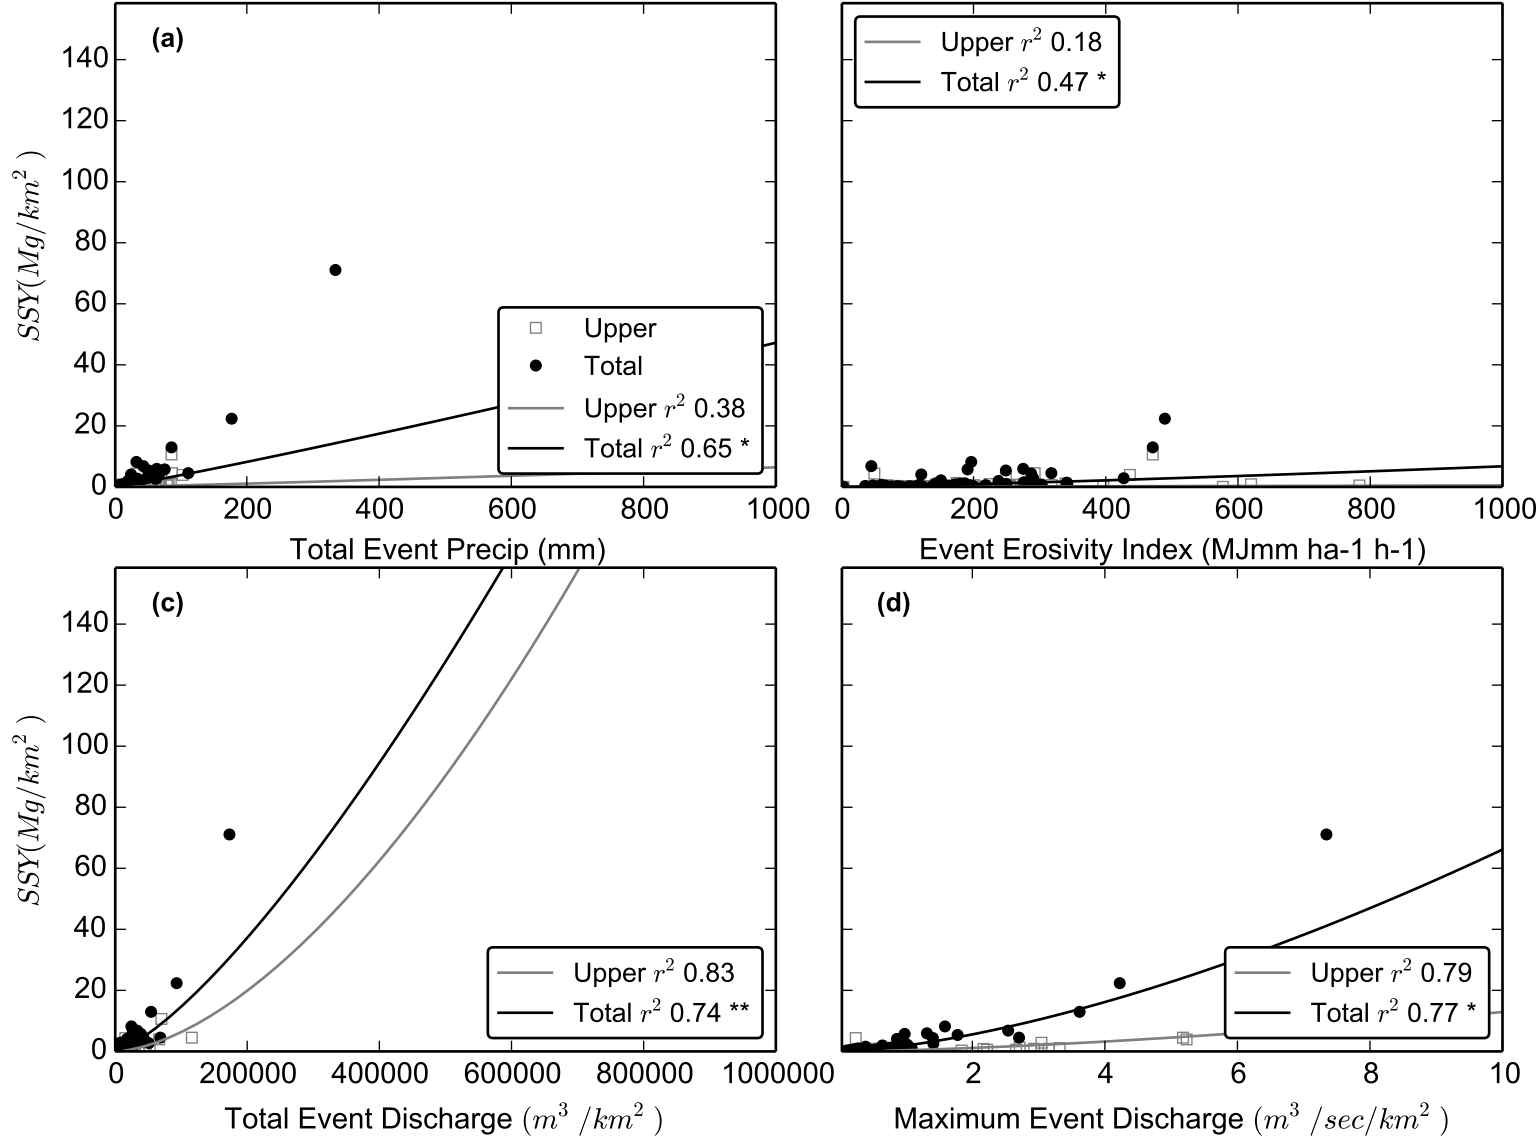 (a)
140
120
100
80
60
40
20
0
SSY(Mg/km² )
Upper
Total
Upper r² 0.38
Total r² 0.65 *
0 200 400 600 800 1000
Total Event Precip (mm)
Upper r² 0.18
Total r² 0.47 *
0 200 400 600 800 1000
Event Erosivity Index (MJmm ha-1 h-1)
(c)
140
120
100
80
60
40
20
0
SSY(Mg/km² )
Upper r² 0.83
Total r² 0.74 **
0 200000 400000 600000 800000 1000000
Total Event Discharge (m³ /km² )
(d)
Upper r² 0.79
Total r² 0.77 *
2 4 6 8 10
Maximum Event Discharge (m³ /sec/km² )